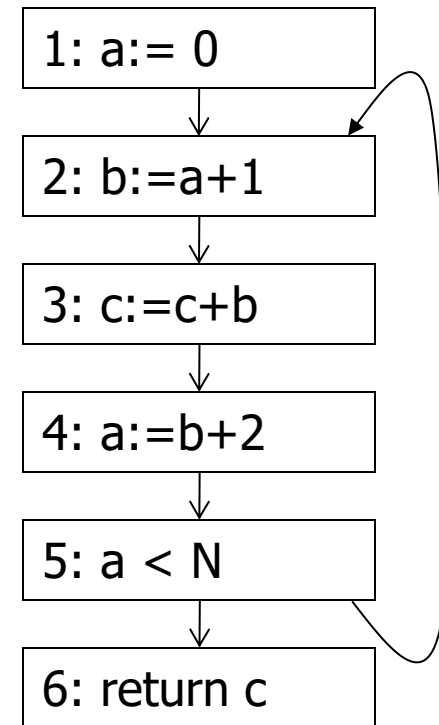 1: a:= 0
2: b:=a+1
3: c:=c+b
4: a:=b+2
5: a < N
6: return c